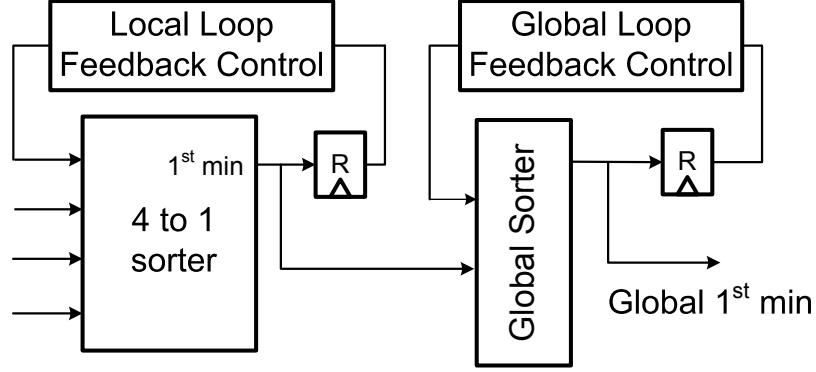 Local Loop
Feedback Control
Global Loop
Feedback Control
1st min
R
4 to 1
sorter
Global Sorter
R
Global 1st min